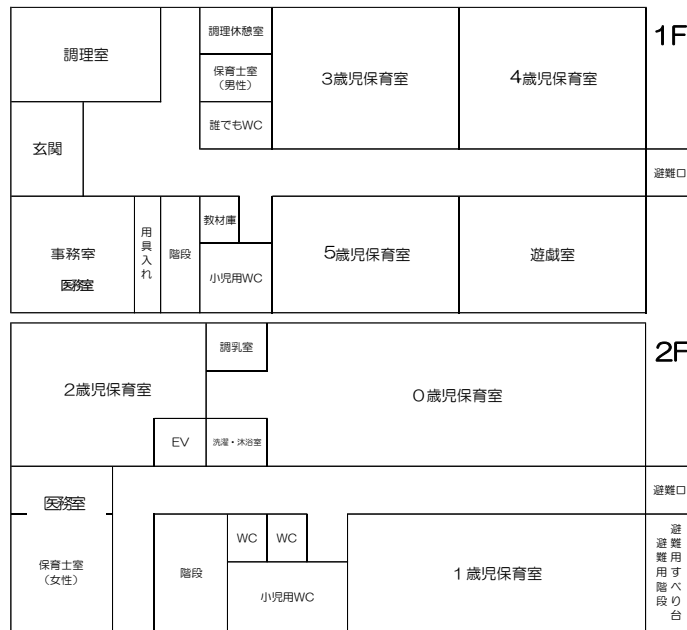 1F
調理室
調理休憩室
保育士室
（男性）
誰でもWC
3歳児保育室
4歳児保育室
玄関
避難口
事務室
医務室
用具入れ
階段
教材庫
小児用WC
5歳児保育室
遊戯室
2F
2歳児保育室
調乳室
0歳児保育室
EV
洗濯・沐浴室
医務室
避難口
保育士室
（女性）
階段
WC
WC
小児用WC
1歳児保育室
避難用すべり台
避難用階段